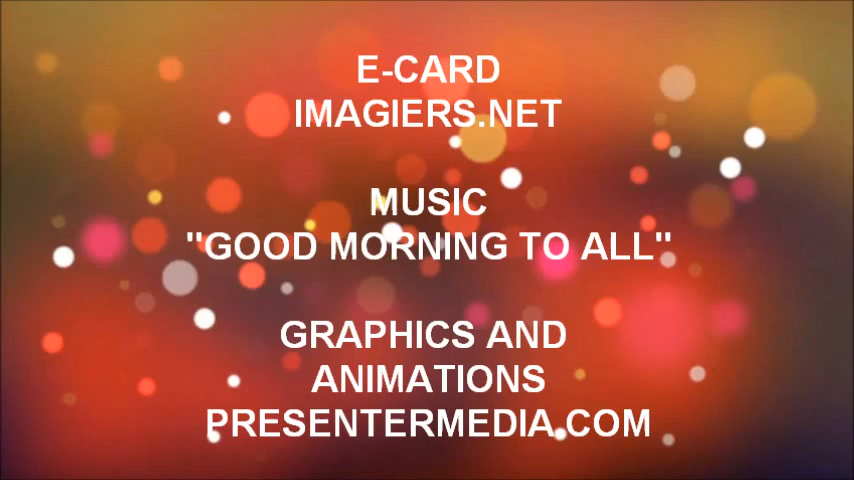 E-CARD
IMAGIERS.NET
MUSIC
"GOOD MORNING TO ALL"
GRAPHICS AND
ANIMATIONS
PRESENTERMEDIA.COM